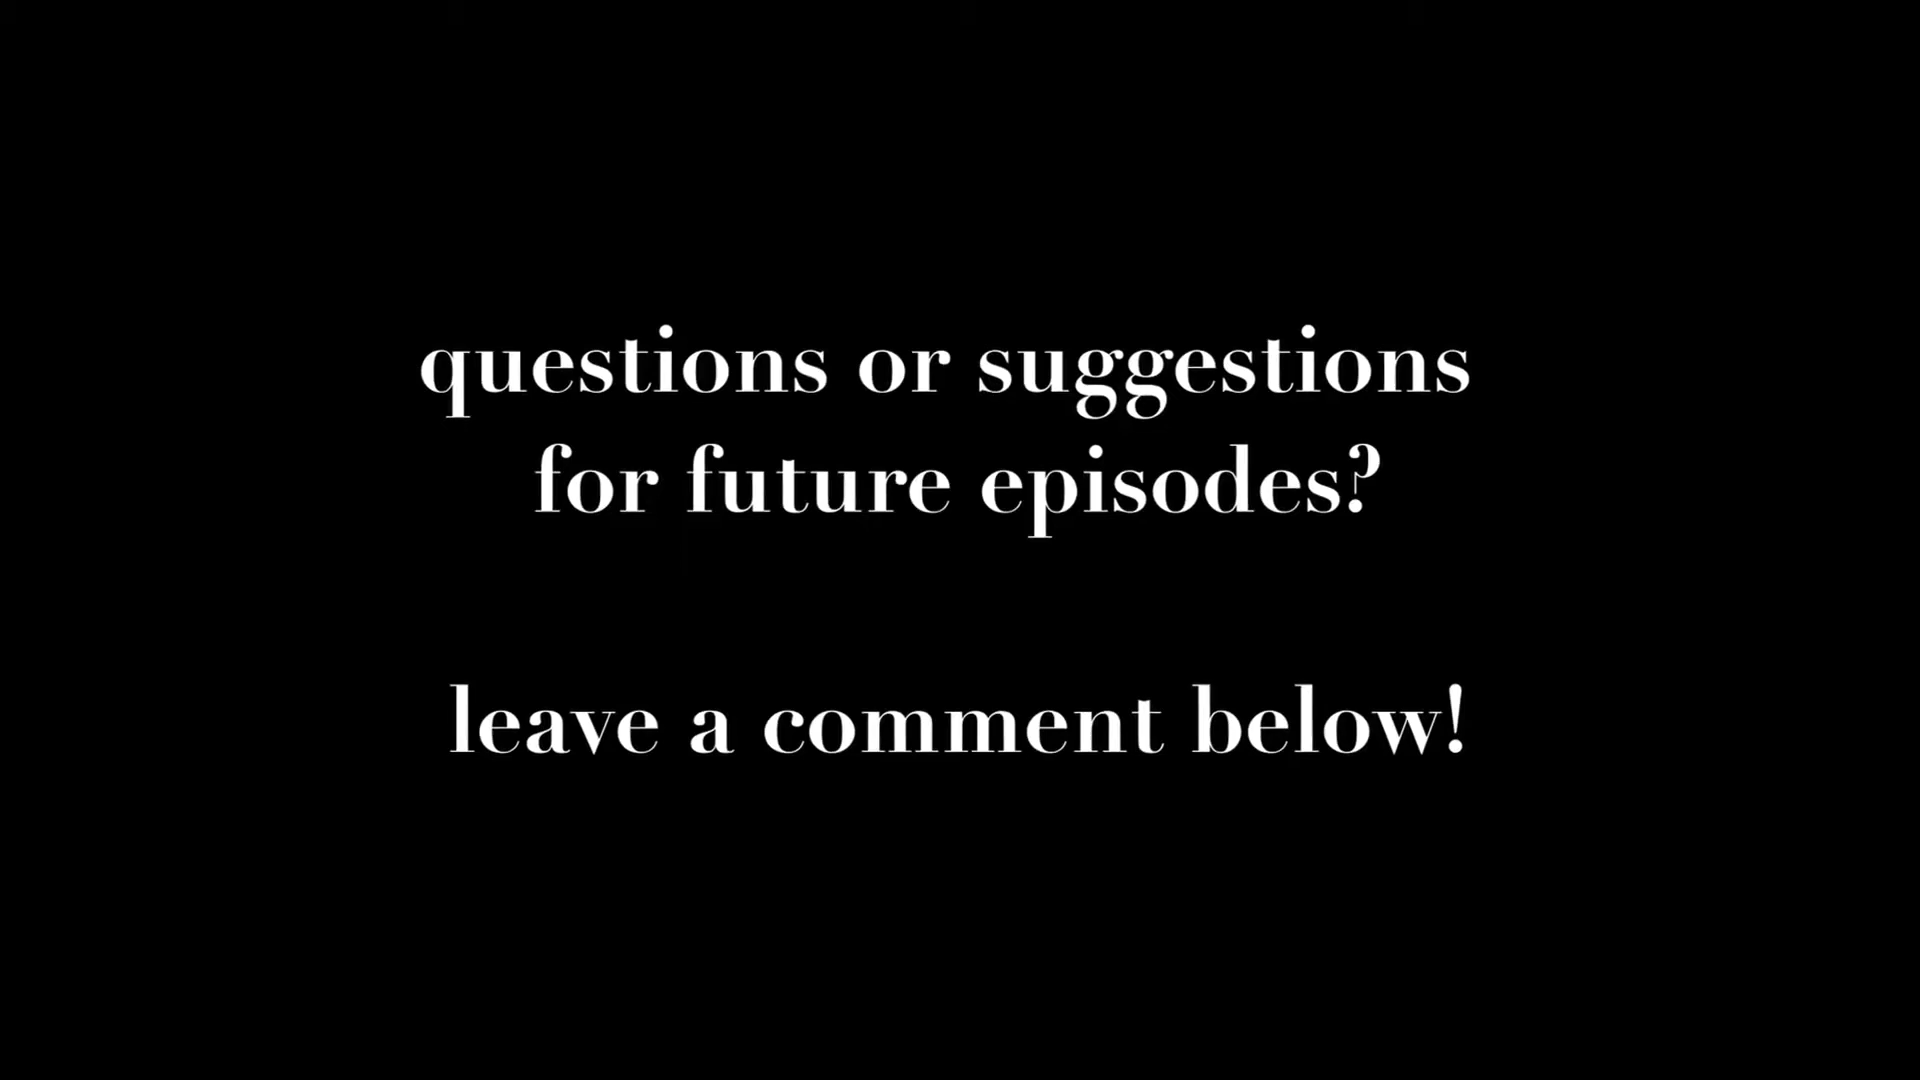 questions or suggestions
for future episodes?
leave a comment below!